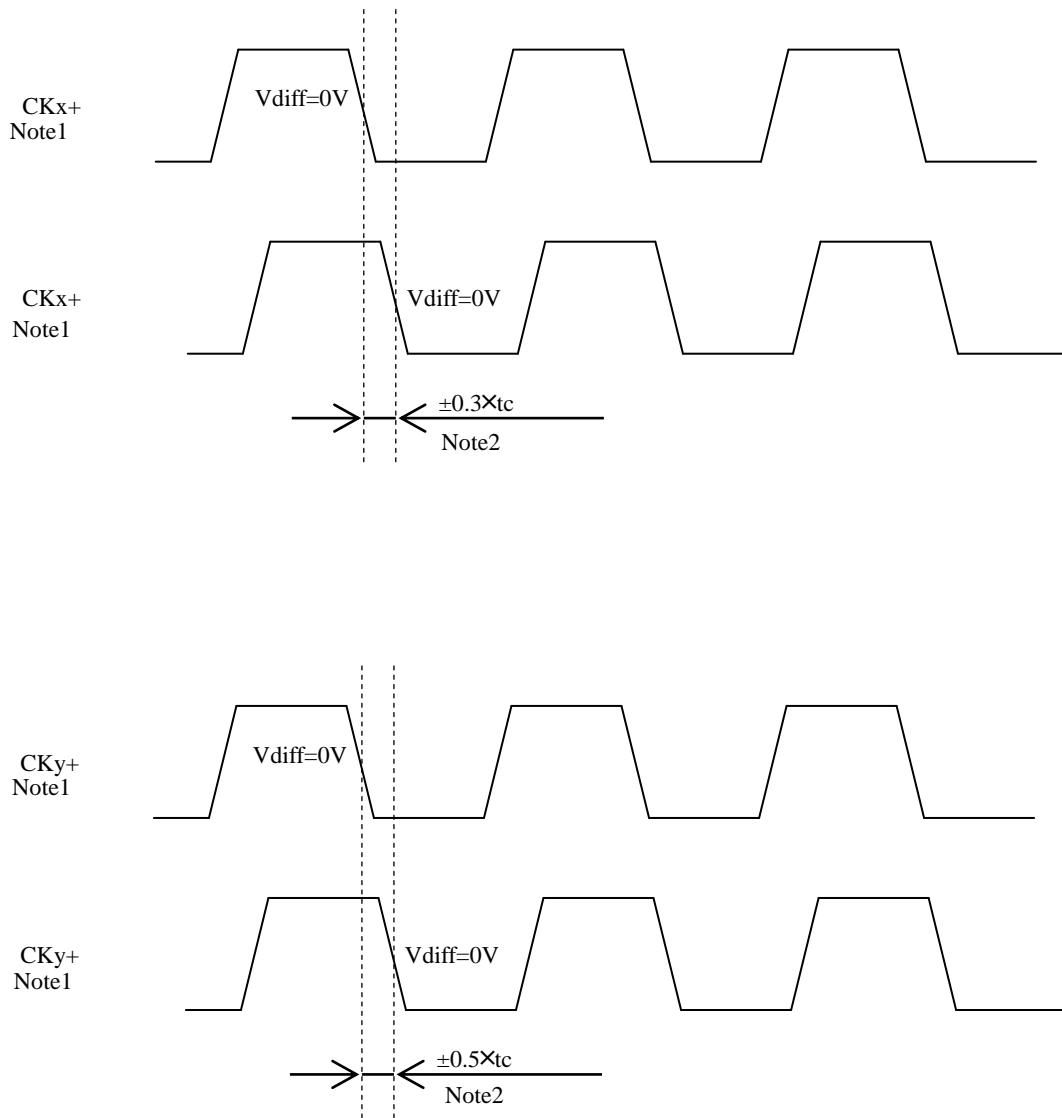 Vdiff=0V
CKx+
Note1
CKx+
Note1
Vdiff=0V
±0.3×tc
Note2
Vdiff=0V
CKy+
Note1
CKy+
Note1
Vdiff=0V
±0.5×tc
Note2